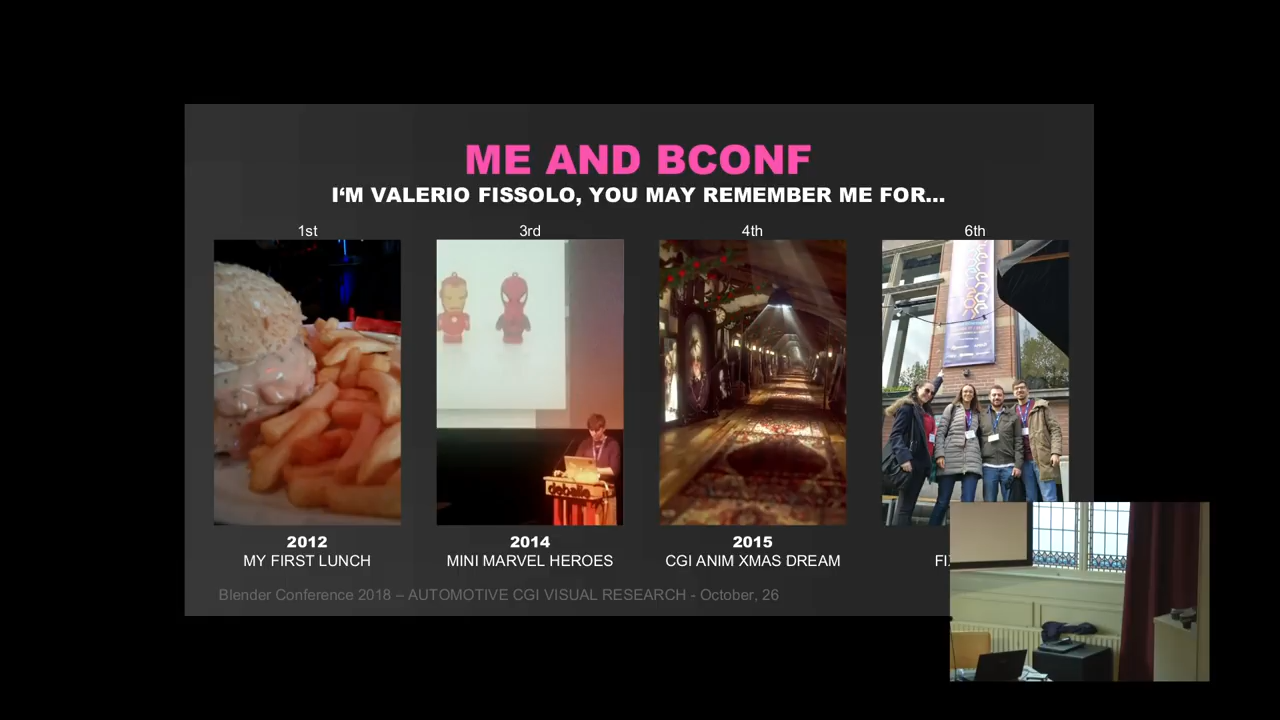 ME AND BCONF
I‘M VALERIO FISSOLO, YOU MAY REMEMBER ME FOR...
1st
3rd
4th
6th
debalie
2012
2014
2015
MY FIRST LUNCH
MINI MARVEL HEROES
CGI ANIM XMAS DREAM
Blender Conference 2018 – AUTOMOTIVE CGI VISUAL RESEARCH - October, 26